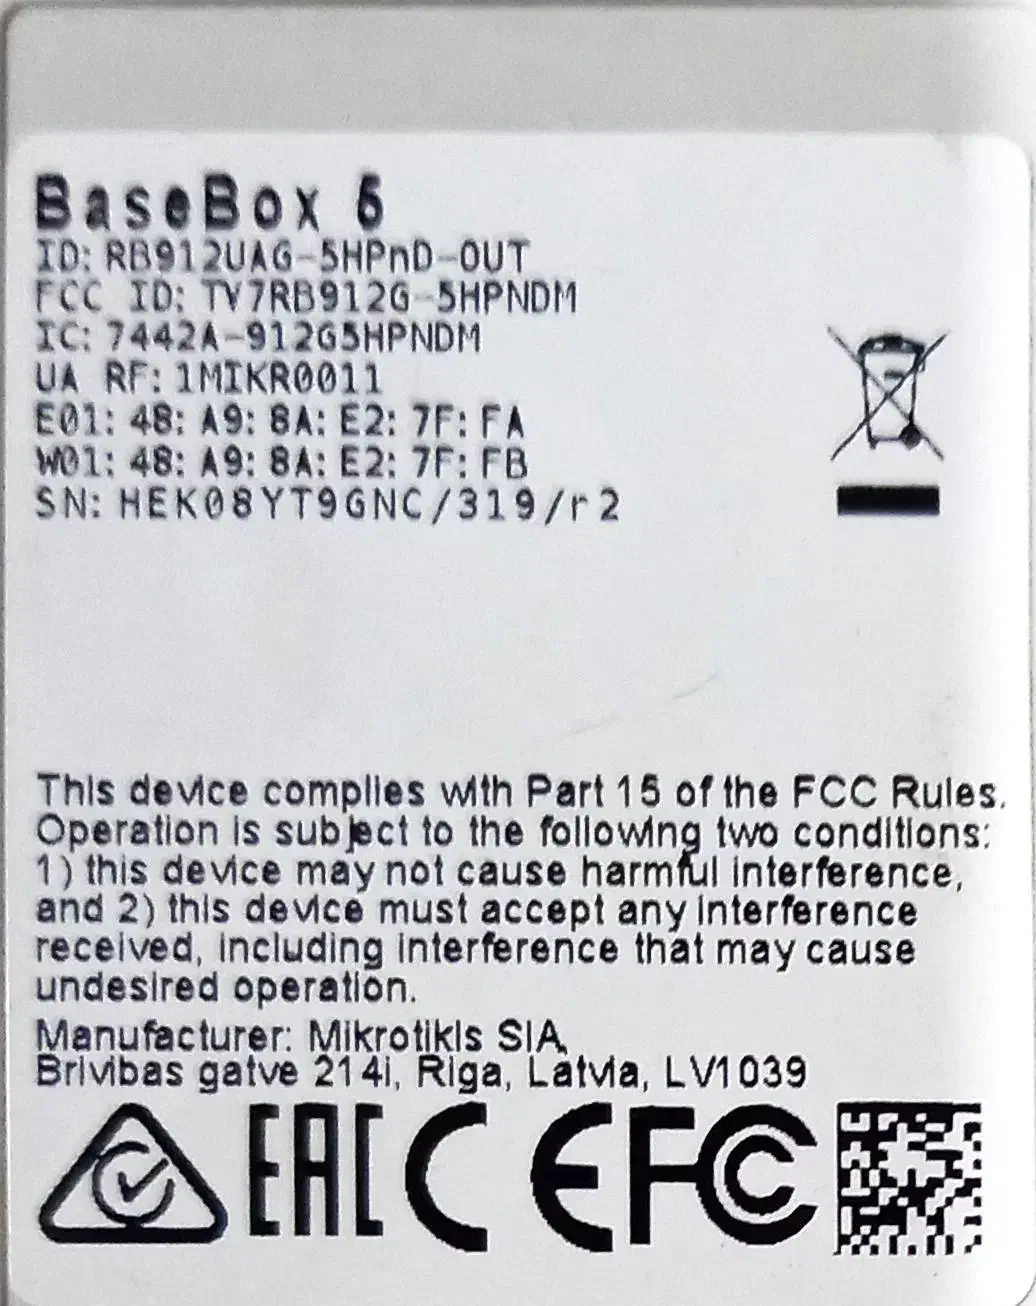 BaseBox 5
ID: RB912UAG-5HPnD-OUT
FCC ID: TV7RB912G-5HPNDM
IC: 7442A-912G5HPNDM
UA RF: 1MIKR0011
E01: 48: A9: 8A: E2: 7F: FA
W01: 48: A9: 8A: E2: 7F: FB
SN: HEK08YT9GNC/319/r2
This device complies with Part 15 of the FCC Rules.
Operation is subject to the following two conditions:
1) this device may not cause harmful interference,
and 2) this device must accept any interference
received, including interference that may cause
undesired operation.
Manufacturer: Mikrotikls SIA,
Brivibas gatve 214i, Riga, Latvia, LV1039
EAC CE FC